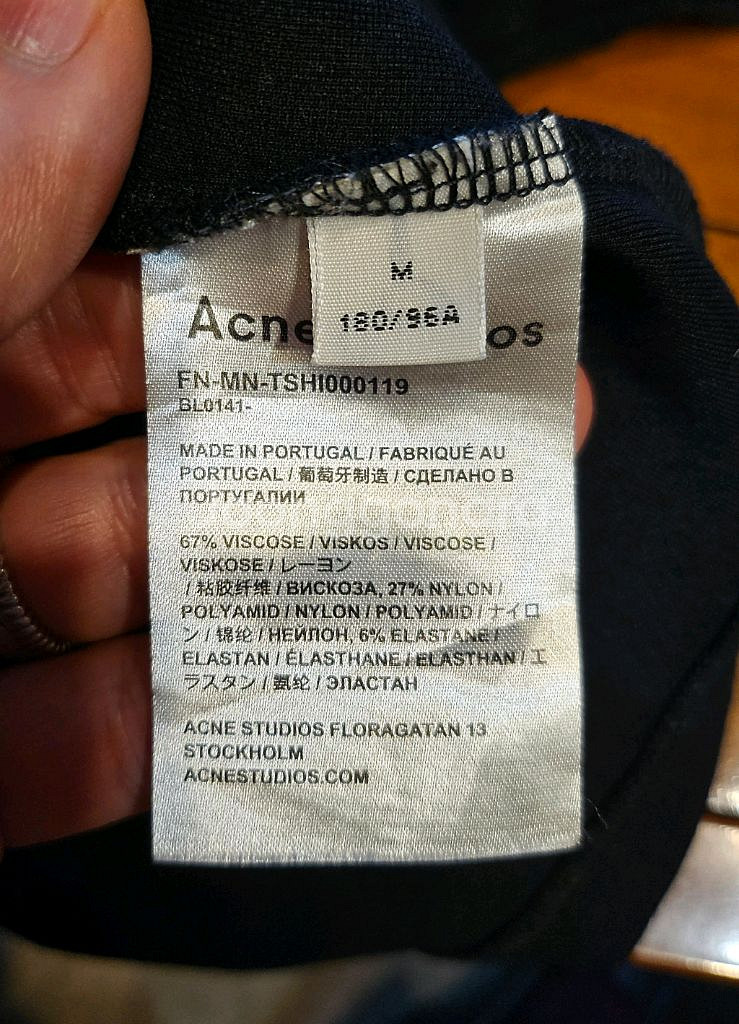 M
180/96A
Acne os
FN-MN-TSHI000119
BL0141-
MADE IN PORTUGAL / FABRIQUÉ AU
PORTUGAL / 葡萄牙制造 / СДЕЛАНО В
ПОРТУГАЛИИ
67% VISCOSE / VISKOS / VISCOSE /
VISKOSE / レーヨン
/ 粘胶纤维 / ВИСКОЗА, 27% NYLON /
POLYAMID / NYLON / POLYAMID / ナイロ
ン / 锦纶 / НЕЙЛОН, 6% ELASTANE /
ELASTAN / ÉLASTHANE / ELASTHAN / エ
ラスタン / 氨纶 / ЭЛАСТАН
ACNE STUDIOS FLORAGATAN 13
STOCKHOLM
ACNESTUDIOS.COM